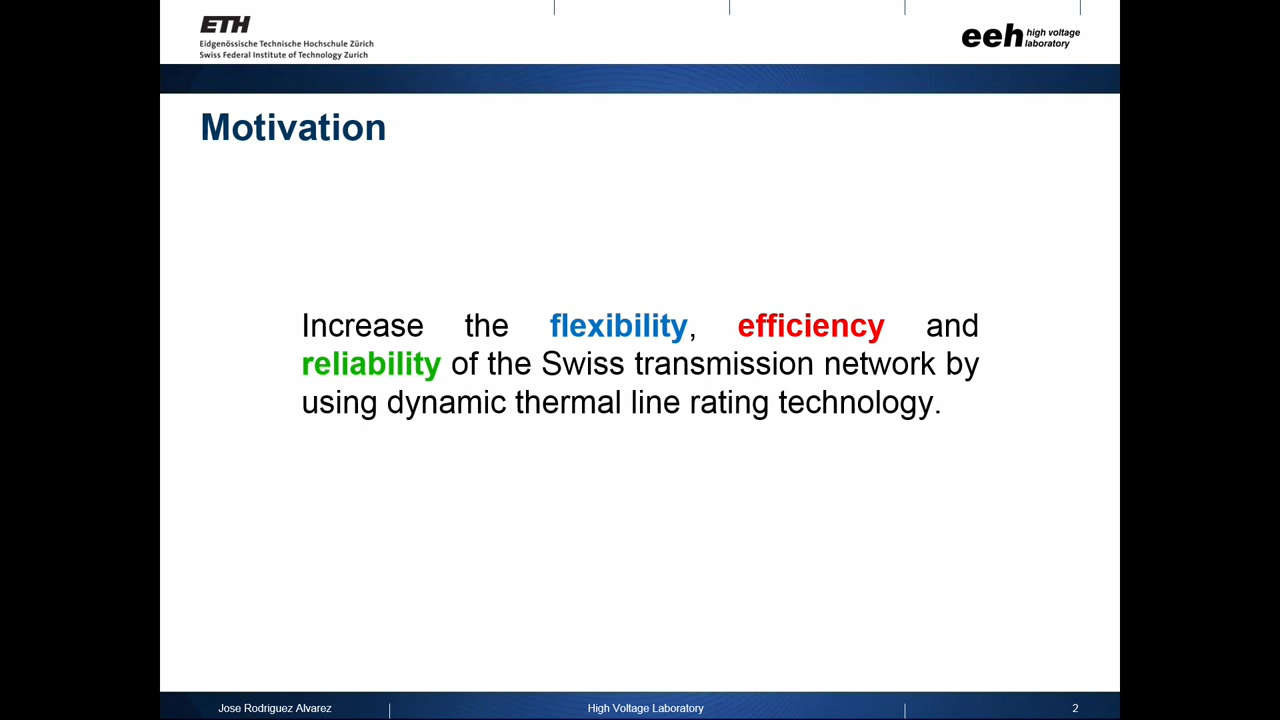 ETH
Eidgenössische Technische Hochschule Zürich
Swiss Federal Institute of Technology Zurich
eeh high voltage
laboratory
Motivation
Increase the flexibility, efficiency and
reliability of the Swiss transmission network by
using dynamic thermal line rating technology.
Jose Rodriguez Alvarez
High Voltage Laboratory
2